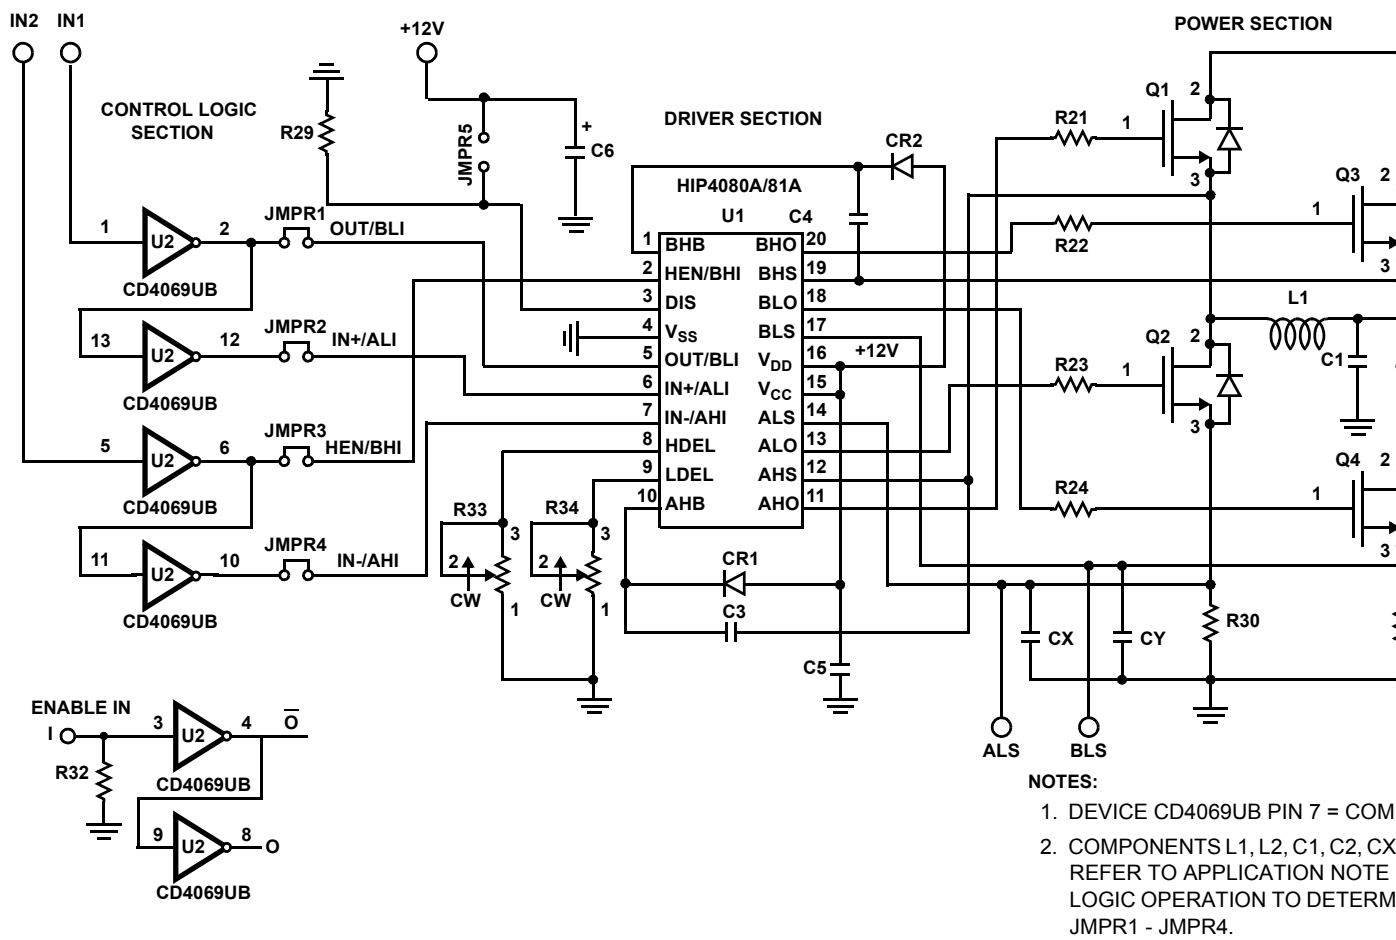 IN2 IN1
+12V
POWER SECTION
CONTROL LOGIC
SECTION
R29
JMPR5
+
C6
DRIVER SECTION
CR2
HIP4080A/81A
U1
C4
1 U2 2
CD4069UB
JMPR1
OUT/BLI
13 U2 12
CD4069UB
JMPR2
IN+/ALI
5 U2 6
CD4069UB
JMPR3
HEN/BHI
11 U2 10
CD4069UB
JMPR4
IN-/AHI
1 BHB BHO 20
2 HEN/BHI BHS 19
3 DIS BLO 18
4 VSS BLS 17
5 OUT/BLI VDD 16
6 IN+/ALI VCC 15
7 IN-/AHI ALS 14
8 HDEL ALO 13
9 LDEL AHS 12
10 AHB AHO 11
+12V
R33
3
2
CW
1
R34
3
2
CW
1
CR1
C3
C5
R21
1
Q1
2
3
R22
1
Q3
2
3
L1
C1
R23
1
Q2
2
3
R24
1
Q4
2
3
CX
CY
R30
ALS
BLS
ENABLE IN
I
R32
3 U2 4
O̅
CD4069UB
9 U2 8
O
CD4069UB
NOTES:
1. DEVICE CD4069UB PIN 7 = COM
2. COMPONENTS L1, L2, C1, C2, CX
REFER TO APPLICATION NOTE
LOGIC OPERATION TO DETERM
JMPR1 - JMPR4.